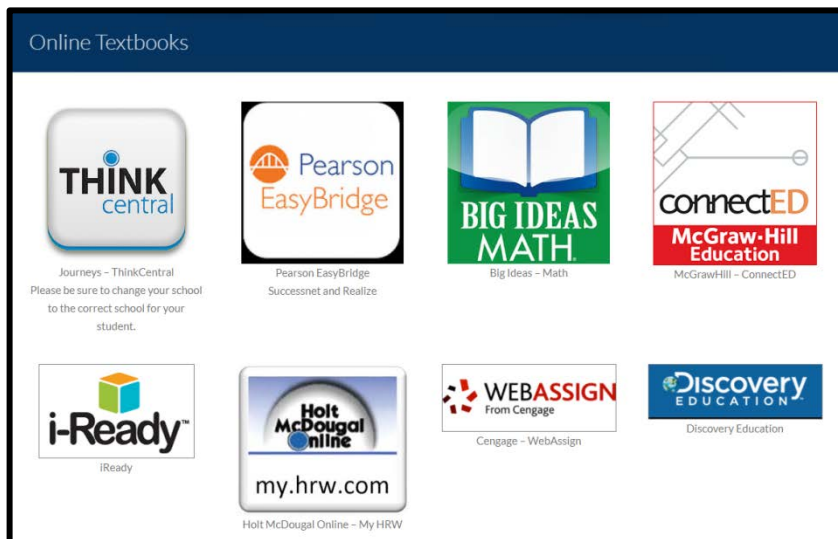 Online Textbooks
THINK
central
Journeys – ThinkCentral
Please be sure to change your school
to the correct school for your
student.
Pearson
EasyBridge
Pearson EasyBridge
Successnet and Realize
BIG IDEAS
MATH®
Big Ideas – Math
connectED
McGraw-Hill
Education
McGrawHill – ConnectED
i-Ready™
iReady
Holt
McDougal
Online
my.hrw.com
Holt McDougal Online – My HRW
WEBASSIGN
From Cengage
Cengage – WebAssign
Discovery
EDUCATION™
Discovery Education